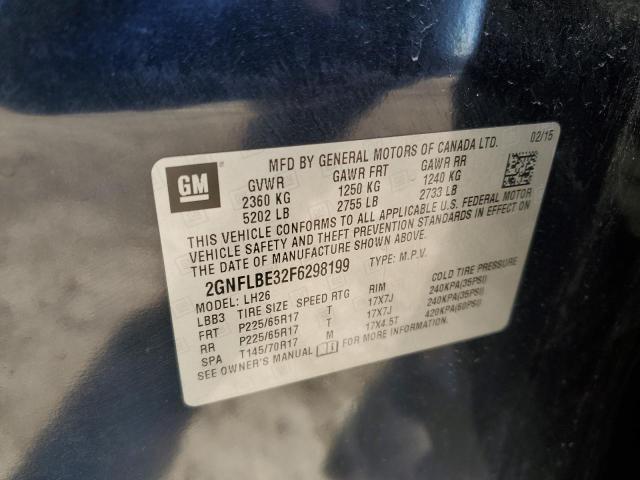 GM
MFD BY GENERAL MOTORS OF CANADA LTD. 02/15
GVWR GAWR FRT GAWR RR
2360 KG 1250 KG 1240 KG
5202 LB 2755 LB 2733 LB
THIS VEHICLE CONFORMS TO ALL APPLICABLE U.S. FEDERAL MOTOR
VEHICLE SAFETY AND THEFT PREVENTION STANDARDS IN EFFECT ON
THE DATE OF MANUFACTURE SHOWN ABOVE.
2GNFLBE32F6298199 TYPE: M.P.V.
MODEL: LH26
LBB3 TIRE SIZE SPEED RTG RIM COLD TIRE PRESSURE
FRT P225/65R17 T 17X7J 240KPA(35PSI)
RR P225/65R17 T 17X7J 240KPA(35PSI)
SPA T145/70R17 M 17X4.5T 420KPA(60PSI)
SEE OWNER'S MANUAL FOR MORE INFORMATION.